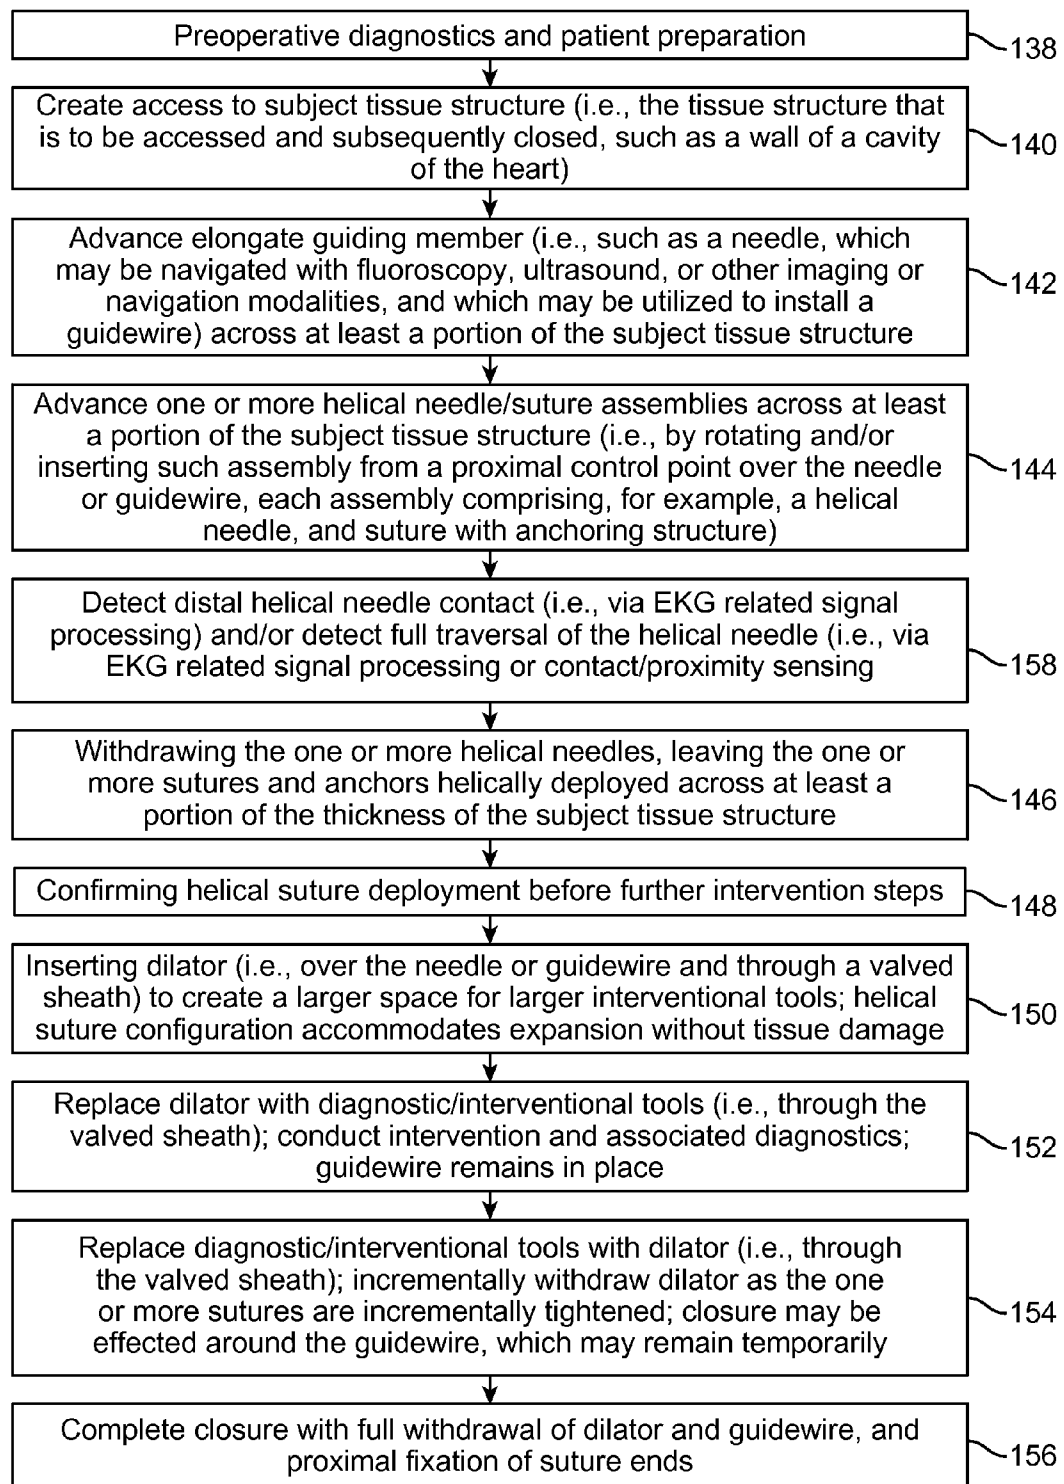 Preoperative diagnostics and patient preparation
138
Create access to subject tissue structure (i.e., the tissue structure that
is to be accessed and subsequently closed, such as a wall of a cavity
of the heart)
140
Advance elongate guiding member (i.e., such as a needle, which
may be navigated with fluoroscopy, ultrasound, or other imaging or
navigation modalities, and which may be utilized to install a
guidewire) across at least a portion of the subject tissue structure
142
Advance one or more helical needle/suture assemblies across at least
a portion of the subject tissue structure (i.e., by rotating and/or
inserting such assembly from a proximal control point over the needle
or guidewire, each assembly comprising, for example, a helical
needle, and suture with anchoring structure)
144
Detect distal helical needle contact (i.e., via EKG related signal
processing) and/or detect full traversal of the helical needle (i.e., via
EKG related signal processing or contact/proximity sensing
158
Withdrawing the one or more helical needles, leaving the one or
more sutures and anchors helically deployed across at least a
portion of the thickness of the subject tissue structure
146
Confirming helical suture deployment before further intervention steps
148
Inserting dilator (i.e., over the needle or guidewire and through a valved
sheath) to create a larger space for larger interventional tools; helical
suture configuration accommodates expansion without tissue damage
150
Replace dilator with diagnostic/interventional tools (i.e., through the
valved sheath); conduct intervention and associated diagnostics;
guidewire remains in place
152
Replace diagnostic/interventional tools with dilator (i.e., through
the valved sheath); incrementally withdraw dilator as the one
or more sutures are incrementally tightened; closure may be
effected around the guidewire, which may remain temporarily
154
Complete closure with full withdrawal of dilator and guidewire, and
proximal fixation of suture ends
156